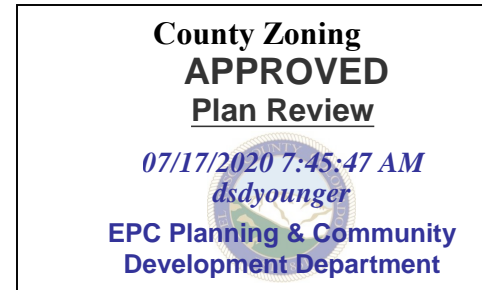 County Zoning
APPROVED
Plan Review
07/17/2020 7:45:47 AM
dsdyounger
EPC Planning & Community
Development Department